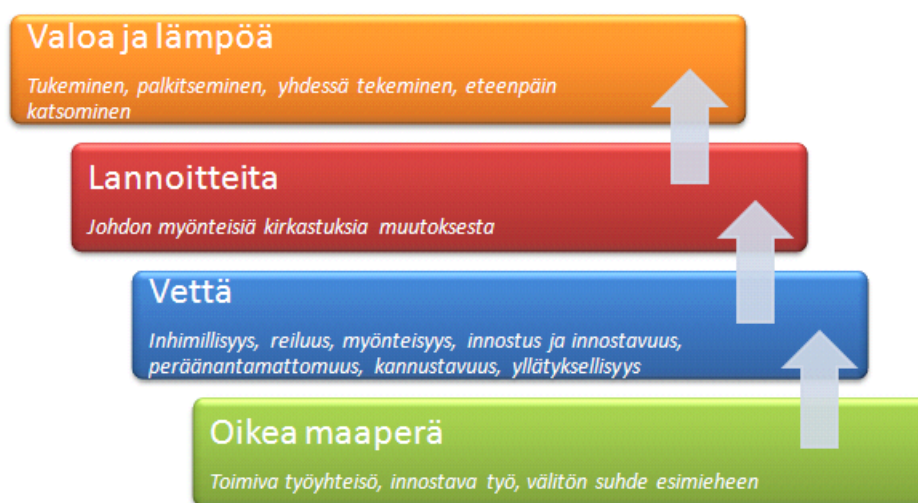 Valoa ja lämpöä
Tukeminen, palkitseminen, yhdessä tekeminen, eteenpäin
katsominen
Lannoitteita
Johdon myönteisiä kirkastuksia muutoksesta
Vettä
Inhimillisyys, reiluus, myönteisyys, innostus ja innostavuus,
peräänantamattomuus, kannustavuus, yllätyksellisyys
Oikea maaperä
Toimiva työyhteisö, innostava työ, välitön suhde esimieheen